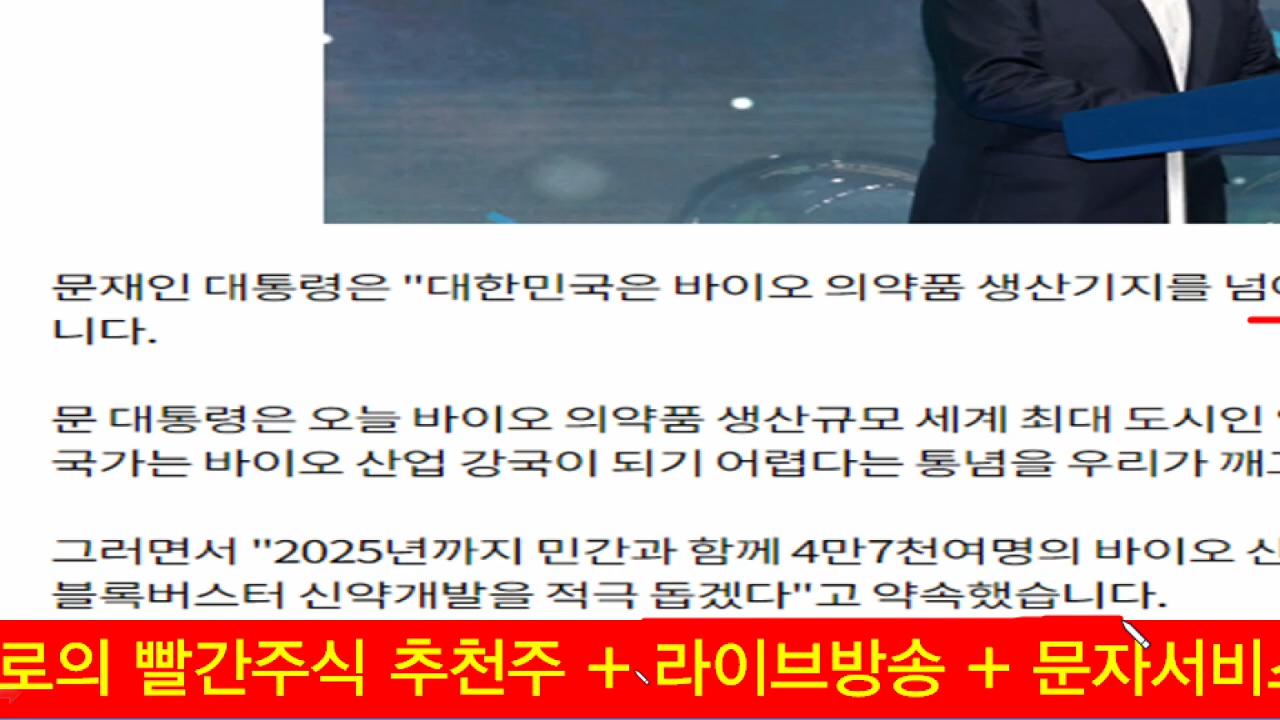 문재인 대통령은 "대한민국은 바이오 의약품 생산기지를
니다.
문 대통령은 오늘 바이오 의약품 생산규모 세계 최대 도시인
국가는 바이오 산업 강국이 되기 어렵다는 통념을 우리가
그러면서 "2025년까지 민간과 함께 4만7천여명의 바이오
블록버스터 신약개발을 적극 돕겠다"고 약속했습니다.
로의 빨간주식 추천주 + 라이브방송 + 문자서비